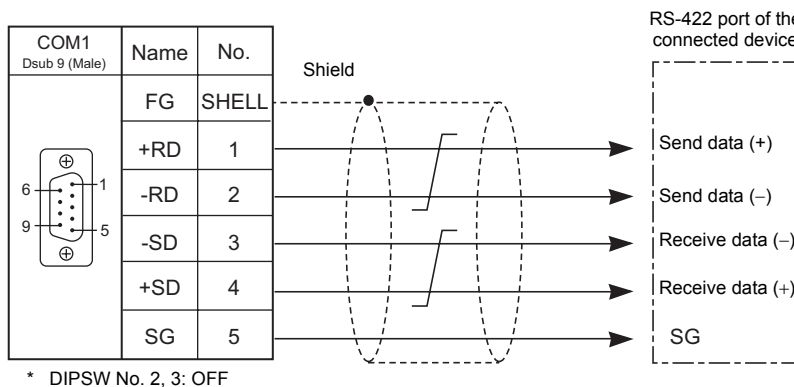 RS-422 port of the
connected device
COM1
Dsub 9 (Male)
Name
No.
Shield
FG
SHELL
+RD
1
Send data (+)
6
1
-RD
2
Send data (−)
9
5
-SD
3
Receive data (−)
+SD
4
Receive data (+)
SG
5
SG
* DIPSW No. 2, 3: OFF